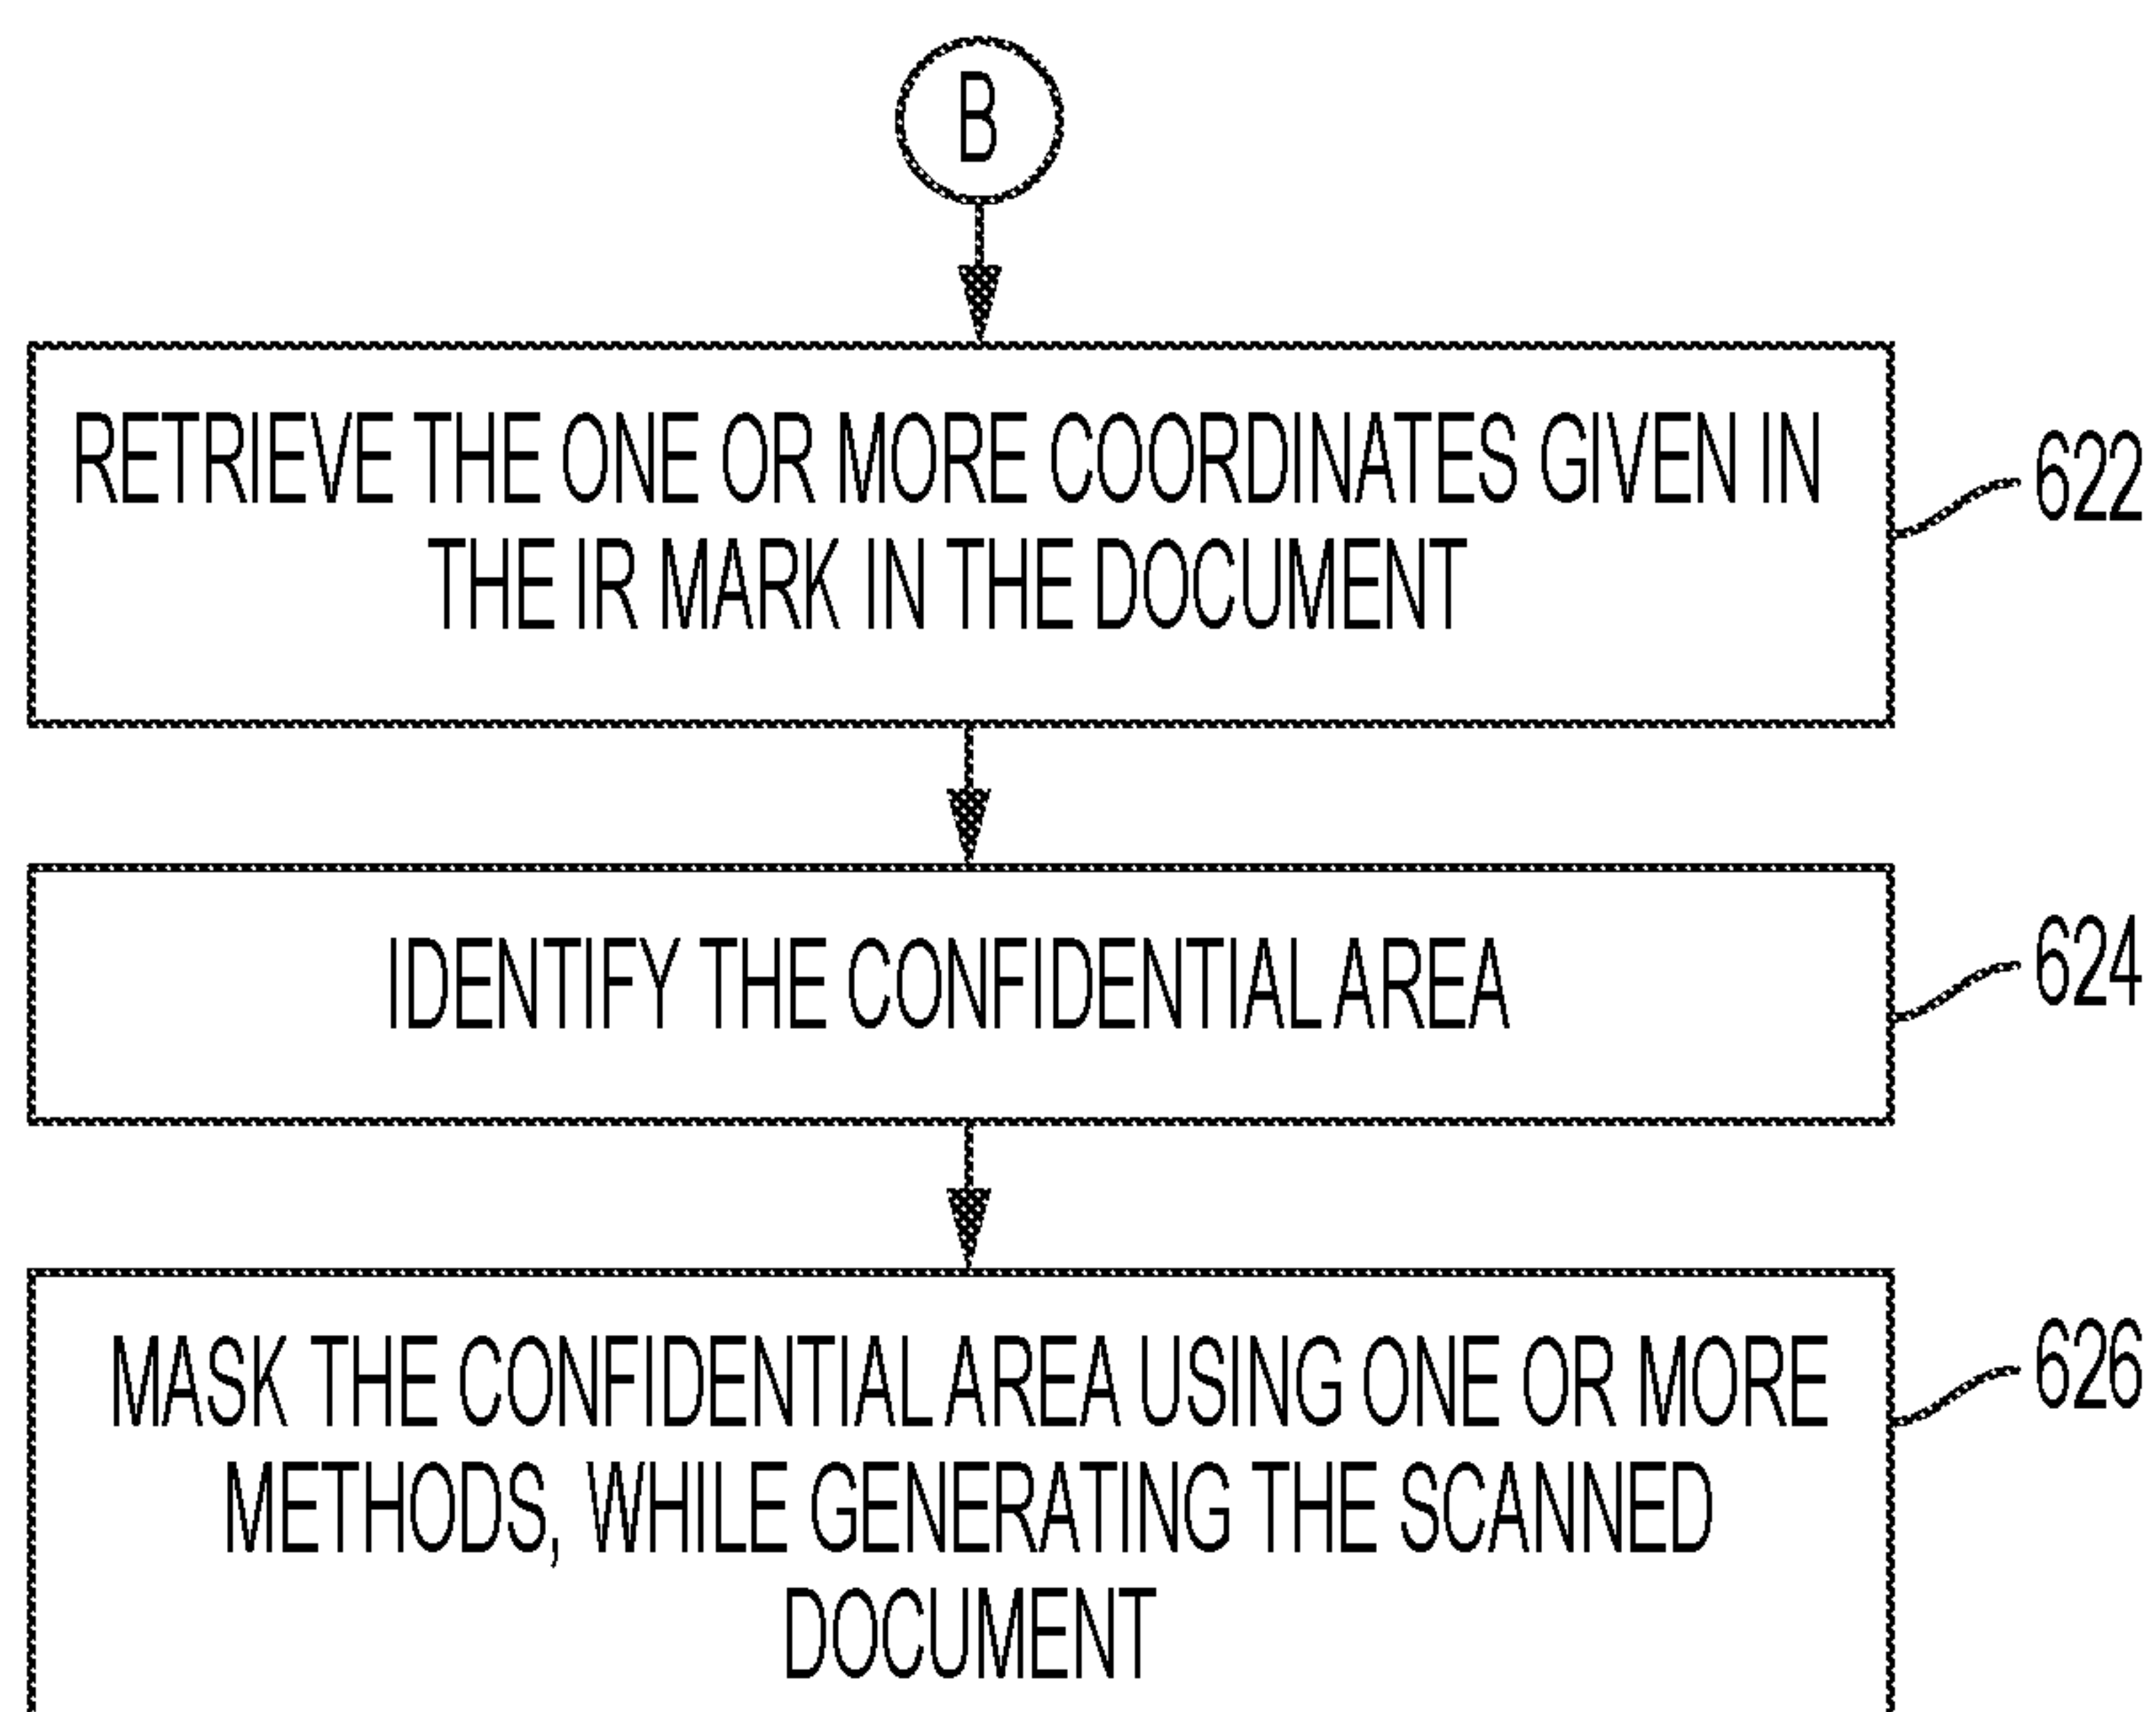 B
RETRIEVE THE ONE OR MORE COORDINATES GIVEN IN
THE IR MARK IN THE DOCUMENT
622
IDENTIFY THE CONFIDENTIAL AREA
624
MASK THE CONFIDENTIAL AREA USING ONE OR MORE
METHODS, WHILE GENERATING THE SCANNED
DOCUMENT
626